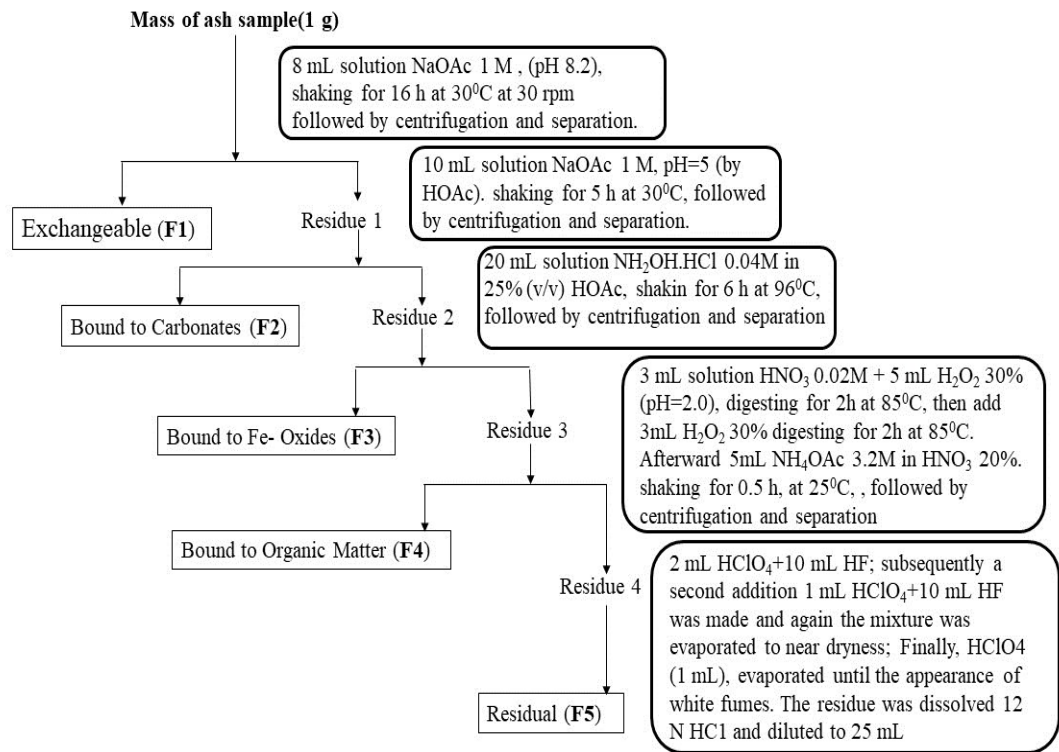 Mass of ash sample(1 g)
8 mL solution NaOAc 1 M , (pH 8.2),
shaking for 16 h at 30⁰C at 30 rpm
followed by centrifugation and separation.
10 mL solution NaOAc 1 M, pH=5 (by
HOAc). shaking for 5 h at 30⁰C, followed
by centrifugation and separation.
Exchangeable (F1)
Residue 1
20 mL solution NH₂OH.HCl 0.04M in
25% (v/v) HOAc, shakin for 6 h at 96⁰C,
followed by centrifugation and separation
Bound to Carbonates (F2)
Residue 2
3 mL solution HNO₃ 0.02M + 5 mL H₂O₂ 30%
(pH=2.0), digesting for 2h at 85⁰C, then add
3mL H₂O₂ 30% digesting for 2h at 85⁰C.
Afterward 5mL NH₄OAc 3.2M in HNO₃ 20%.
shaking for 0.5 h, at 25⁰C, , followed by
centrifugation and separation
Bound to Fe- Oxides (F3)
Residue 3
Bound to Organic Matter (F4)
Residue 4
2 mL HClO₄+10 mL HF; subsequently a
second addition 1 mL HClO₄+10 mL HF
was made and again the mixture was
evaporated to near dryness; Finally, HClO4
(1 mL), evaporated until the appearance of
white fumes. The residue was dissolved 12
N HC1 and diluted to 25 mL
Residual (F5)